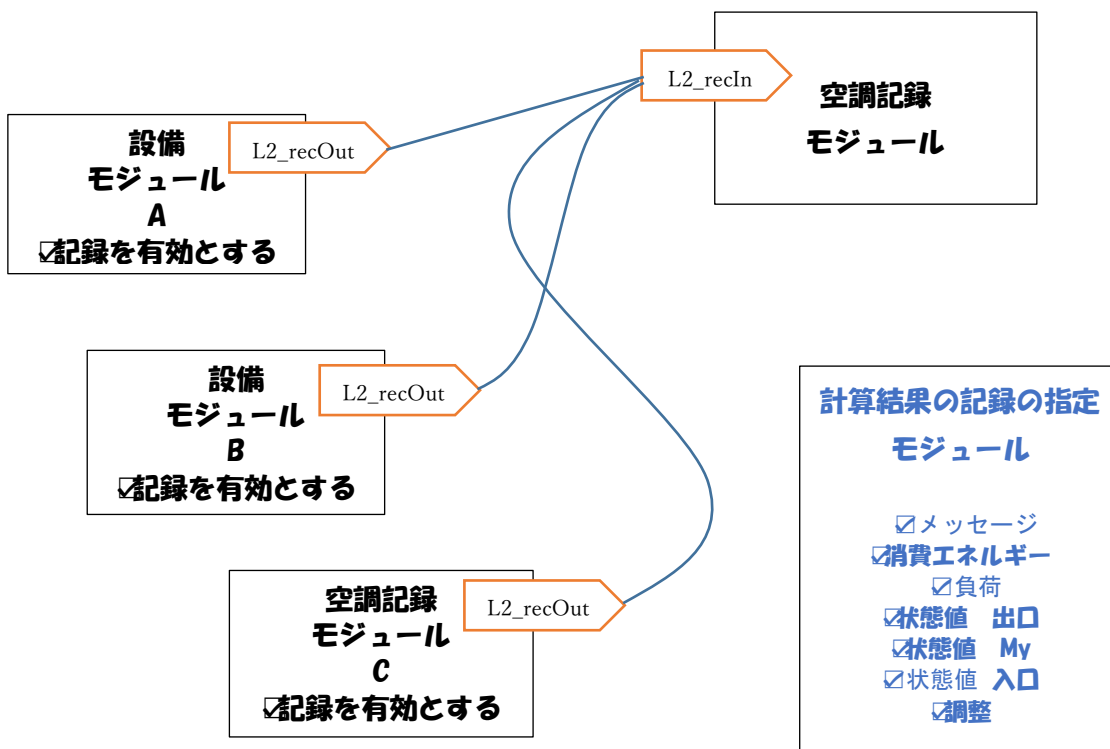 L2_recIn
空調記録
モジュール
設備
モジュール
A
☑記録を有効とする
L2_recOut
設備
モジュール
B
☑記録を有効とする
L2_recOut
空調記録
モジュール
C
☑記録を有効とする
L2_recOut
計算結果の記録の指定
モジュール
☑メッセージ
☑消費エネルギー
☑負荷
☑状態値 出口
☑状態値 My
☑状態値 入口
☑調整